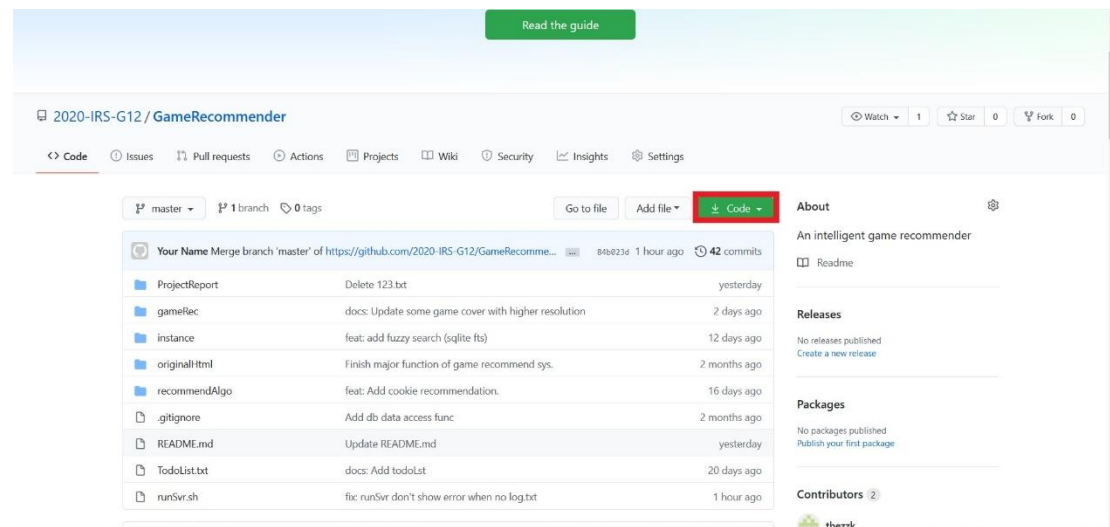 Read the guide
2020-IRS-G12 / GameRecommender
Watch 1 Star 0 Fork 0
<> Code Issues Pull requests Actions Projects Wiki Security Insights Settings
master 1 branch 0 tags Go to file Add file Code
Your Name Merge branch 'master' of https://github.com/2020-IRS-G12/GameRecomme... ... 84b023d 1 hour ago 42 commits
ProjectReport Delete 123.txt yesterday
gameRec docs: Update some game cover with higher resolution 2 days ago
instance feat: add fuzzy search (sqlite fts) 12 days ago
originalHtml Finish major function of game recommend sys. 2 months ago
recommendAlgo feat: Add cookie recommendation. 16 days ago
.gitignore Add db data access func 2 months ago
README.md Update README.md yesterday
TodoList.txt docs: Add todoLst 20 days ago
runSvr.sh fix: runSvr don't show error when no log.txt 1 hour ago
About
An intelligent game recommender
Readme
Releases
No releases published
Create a new release
Packages
No packages published
Publish your first package
Contributors 2
thezzk